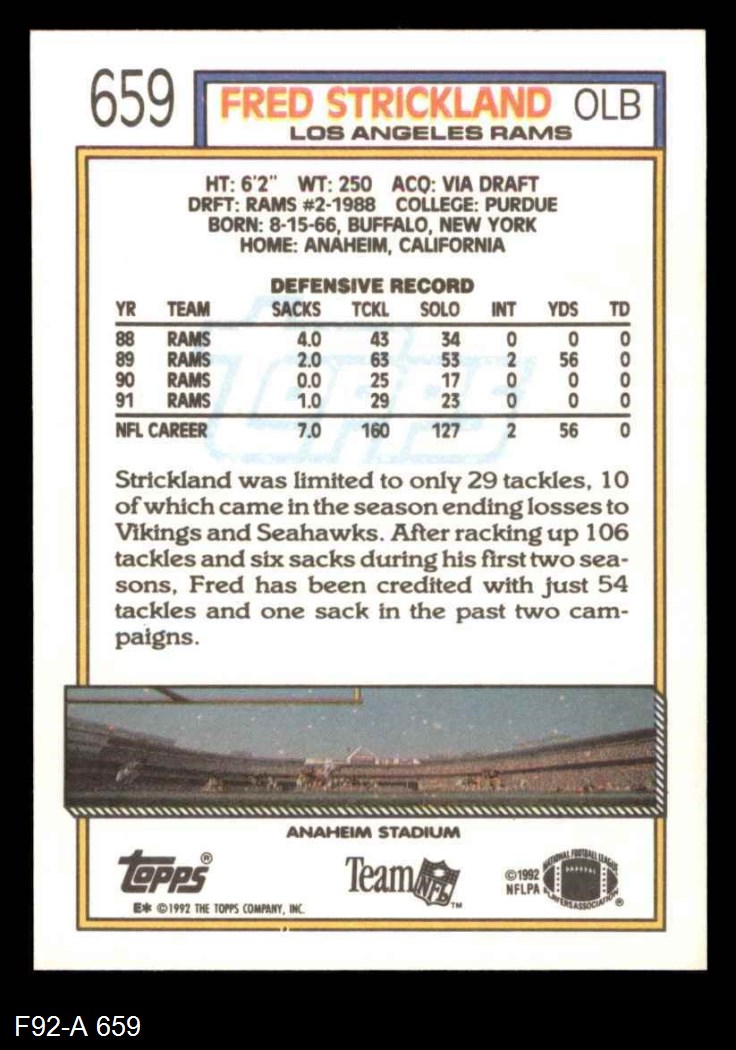 659
FRED STRICKLAND OLB
LOS ANGELES RAMS
HT: 6'2" WT: 250 ACQ: VIA DRAFT
DRFT: RAMS #2-1988 COLLEGE: PURDUE
BORN: 8-15-66, BUFFALO, NEW YORK
HOME: ANAHEIM, CALIFORNIA
DEFENSIVE RECORD
YR TEAM SACKS TCKL SOLO INT YDS TD
88 RAMS 4.0 43 34 0 0 0
89 RAMS 2.0 63 53 2 56 0
90 RAMS 0.0 25 17 0 0 0
91 RAMS 1.0 29 23 0 0 0
NFL CAREER 7.0 160 127 2 56 0
Topps
Strickland was limited to only 29 tackles, 10
of which came in the season ending losses to
Vikings and Seahawks. After racking up 106
tackles and six sacks during his first two sea-
sons, Fred has been credited with just 54
tackles and one sack in the past two cam-
paigns.
ANAHEIM STADIUM
Topps®
E* © 1992 THE TOPPS COMPANY, INC.
Team NFL™
©1992
NFLPA
NATIONAL FOOTBALL LEAGUE
PLAYERS ASSOCIATION®
F92-A 659